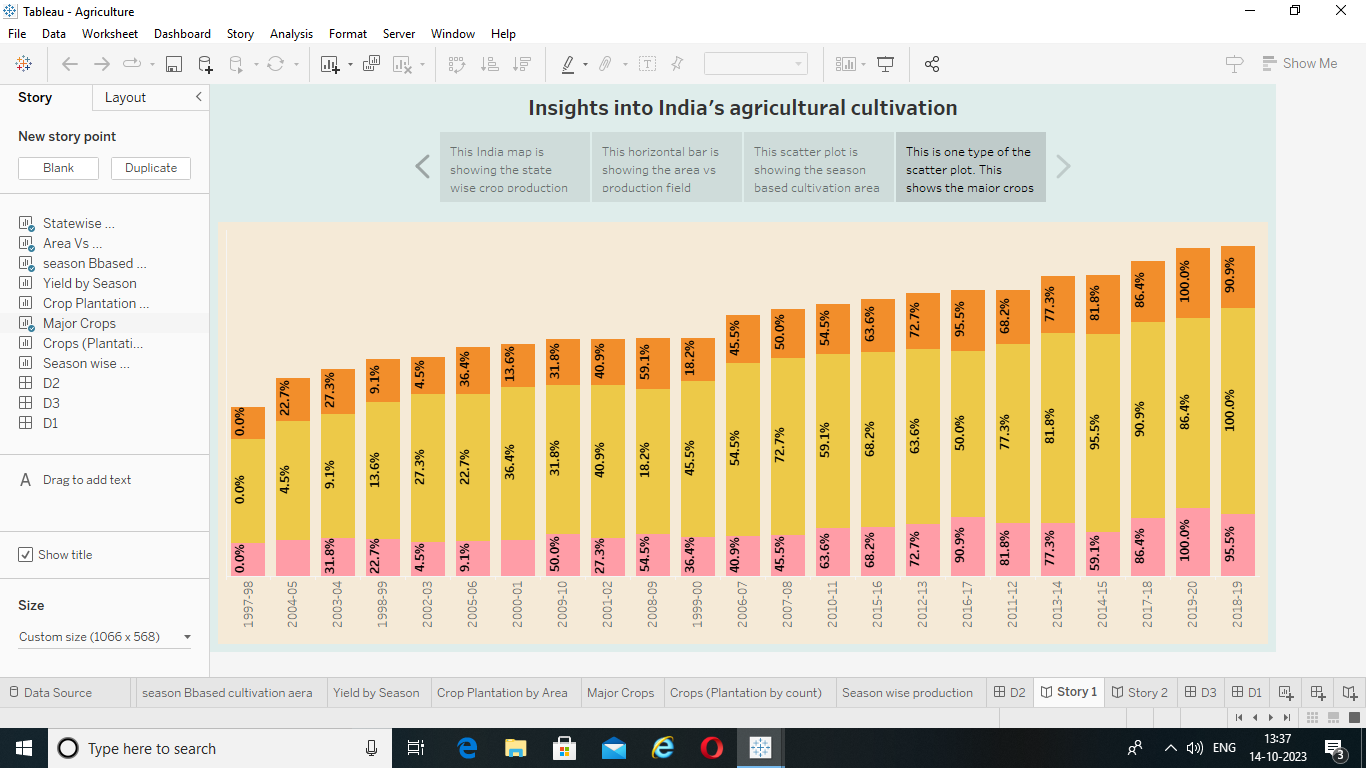 Tableau - Agriculture
File Data Worksheet Dashboard Story Analysis Format Server Window Help
Show Me
Story Layout
New story point
Blank Duplicate
Statewise ...
Area Vs ...
season Bbased ...
Yield by Season
Crop Plantation ...
Major Crops
Crops (Plantati...
Season wise ...
D2
D3
D1
A Drag to add text
Show title
Size
Custom size (1066 x 568)
Insights into India's agricultural cultivation
This India map is
showing the state
wise crop production
This horizontal bar is
showing the area vs
production field
This scatter plot is
showing the season
based cultivation area
This is one type of the
scatter plot. This
shows the major crops
0.0% 22.7% 27.3% 9.1% 4.5% 36.4% 13.6% 31.8% 40.9% 59.1% 18.2% 45.5% 50.0% 54.5% 63.6% 72.7% 95.5% 68.2% 77.3% 81.8% 86.4% 100.0% 90.9%
0.0% 4.5% 9.1% 13.6% 27.3% 22.7% 36.4% 31.8% 40.9% 18.2% 45.5% 54.5% 72.7% 59.1% 68.2% 63.6% 50.0% 77.3% 81.8% 95.5% 90.9% 86.4% 100.0%
0.0% 31.8% 22.7% 4.5% 9.1% 50.0% 27.3% 54.5% 36.4% 40.9% 45.5% 63.6% 68.2% 72.7% 90.9% 81.8% 77.3% 59.1% 86.4% 100.0% 95.5%
1997-98 2004-05 2003-04 1998-99 2002-03 2005-06 2000-01 2009-10 2001-02 2008-09 1999-00 2006-07 2007-08 2010-11 2015-16 2012-13 2016-17 2011-12 2013-14 2014-15 2017-18 2019-20 2018-19
Data Source season Bbased cultivation aera Yield by Season Crop Plantation by Area Major Crops Crops (Plantation by count) Season wise production D2 Story 1 Story 2 D3 D1
Type here to search
ENG
13:37
14-10-2023
3